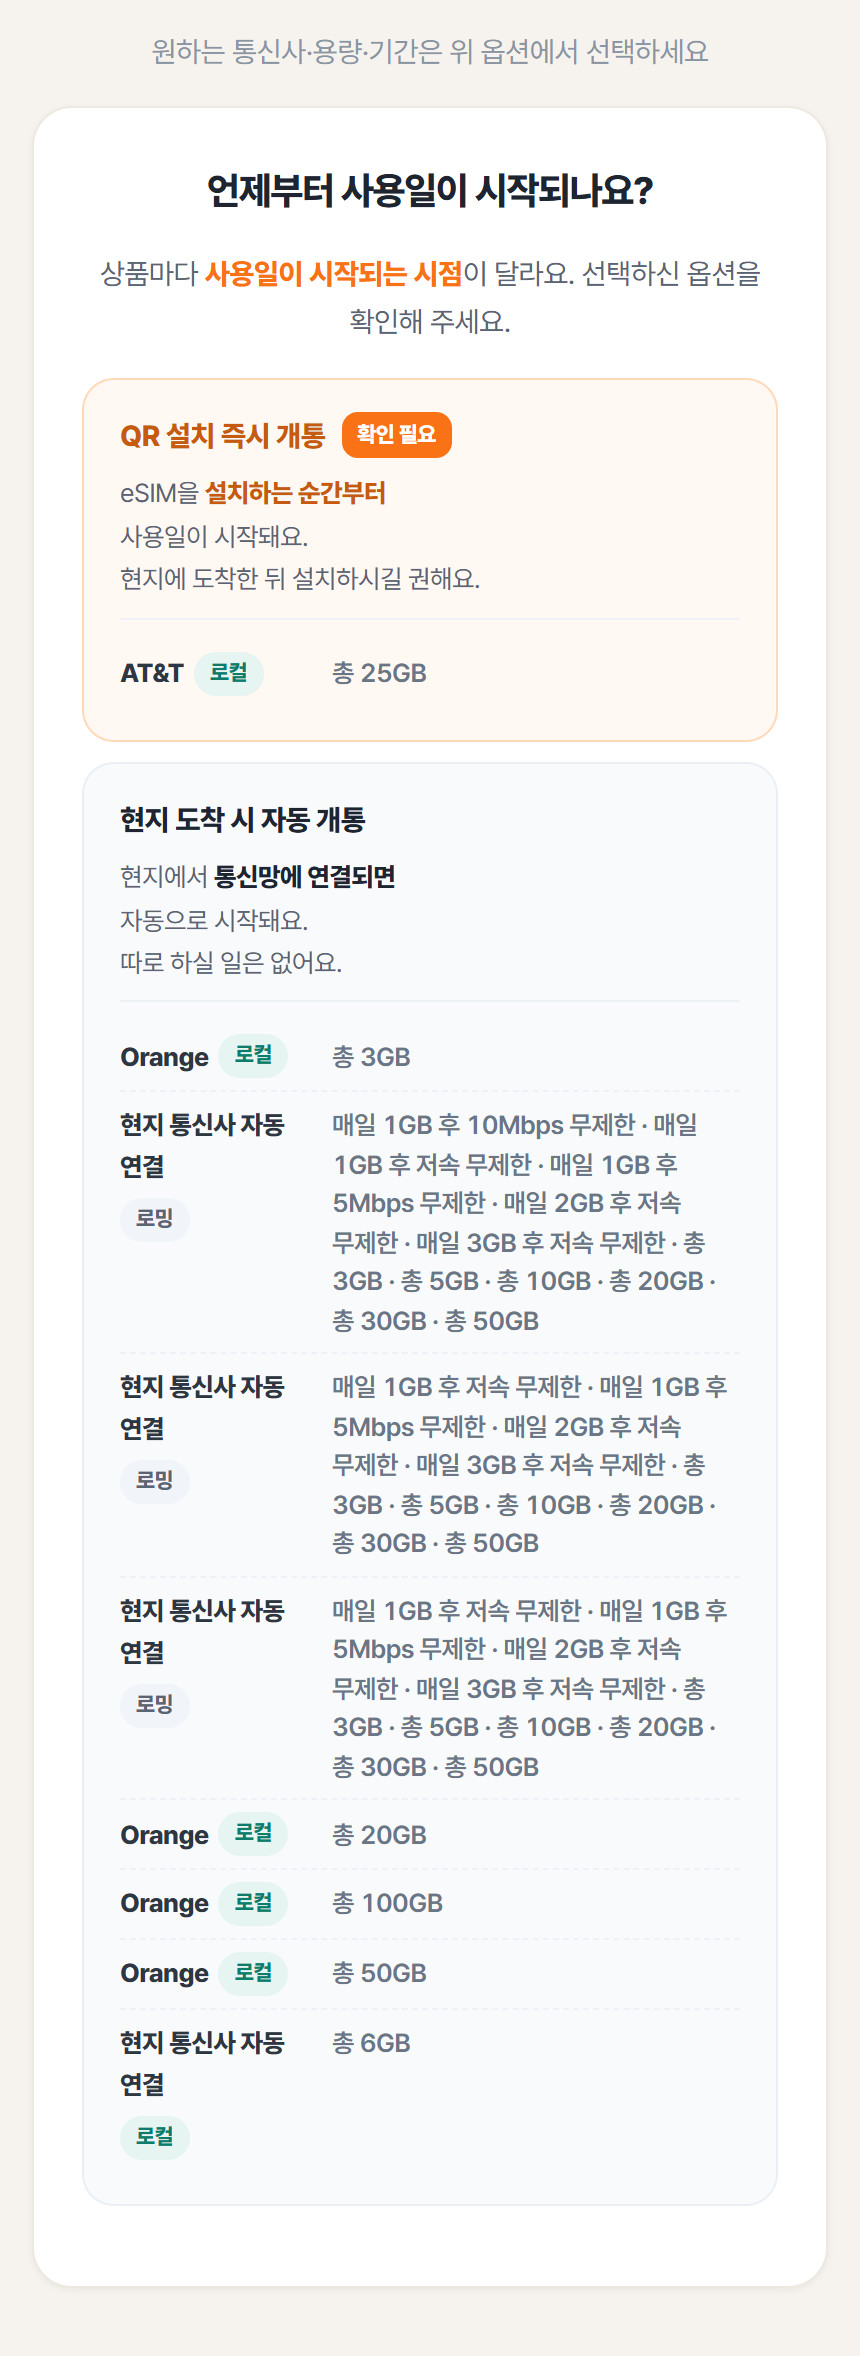 원하는 통신사·용량·기간은 위 옵션에서 선택하세요
언제부터 사용일이 시작되나요?
상품마다 사용일이 시작되는 시점이 달라요. 선택하신 옵션을
확인해 주세요.
QR 설치 즉시 개통 확인 필요
eSIM을 설치하는 순간부터
사용일이 시작돼요.
현지에 도착한 뒤 설치하시길 권해요.
AT&T 로컬 총 25GB
현지 도착 시 자동 개통
현지에서 통신망에 연결되면
자동으로 시작돼요.
따로 하실 일은 없어요.
Orange 로컬 총 3GB
현지 통신사 자동
연결
로밍
매일 1GB 후 10Mbps 무제한 · 매일
1GB 후 저속 무제한 · 매일 1GB 후
5Mbps 무제한 · 매일 2GB 후 저속
무제한 · 매일 3GB 후 저속 무제한 · 총
3GB · 총 5GB · 총 10GB · 총 20GB ·
총 30GB · 총 50GB
현지 통신사 자동
연결
로밍
매일 1GB 후 저속 무제한 · 매일 1GB 후
5Mbps 무제한 · 매일 2GB 후 저속
무제한 · 매일 3GB 후 저속 무제한 · 총
3GB · 총 5GB · 총 10GB · 총 20GB ·
총 30GB · 총 50GB
현지 통신사 자동
연결
로밍
매일 1GB 후 저속 무제한 · 매일 1GB 후
5Mbps 무제한 · 매일 2GB 후 저속
무제한 · 매일 3GB 후 저속 무제한 · 총
3GB · 총 5GB · 총 10GB · 총 20GB ·
총 30GB · 총 50GB
Orange 로컬 총 20GB
Orange 로컬 총 100GB
Orange 로컬 총 50GB
현지 통신사 자동
연결
로컬
총 6GB